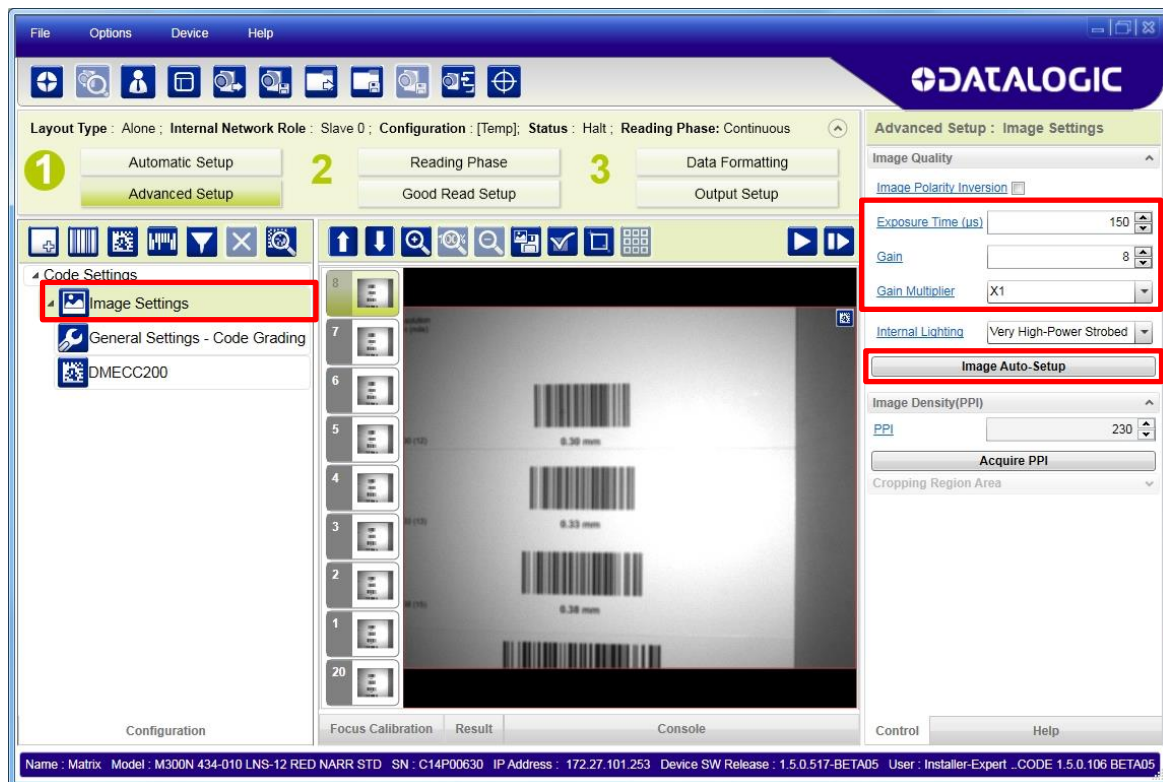 File Options Device Help
DATALOGIC
Layout Type : Alone ; Internal Network Role : Slave 0 ; Configuration : [Temp]; Status : Halt ; Reading Phase: Continuous
1 Automatic Setup 2 Reading Phase 3 Data Formatting
Advanced Setup Good Read Setup Output Setup
Code Settings
Image Settings
General Settings - Code Grading
DMECC200
Configuration
100%
8
7
6
5
4
3
2
1
20
0.30 mm
0.33 mm
0.38 mm
Focus Calibration Result Console
Advanced Setup : Image Settings
Image Quality
Image Polarity Inversion
Exposure Time (µs) 150
Gain 8
Gain Multiplier X1
Internal Lighting Very High-Power Strobed
Image Auto-Setup
Image Density(PPI)
PPI 230
Acquire PPI
Cropping Region Area
Control Help
Name : Matrix Model : M300N 434-010 LNS-12 RED NARR STD SN : C14P00630 IP Address : 172.27.101.253 Device SW Release : 1.5.0.517-BETA05 User : Installer-Expert ..CODE 1.5.0.106 BETA05